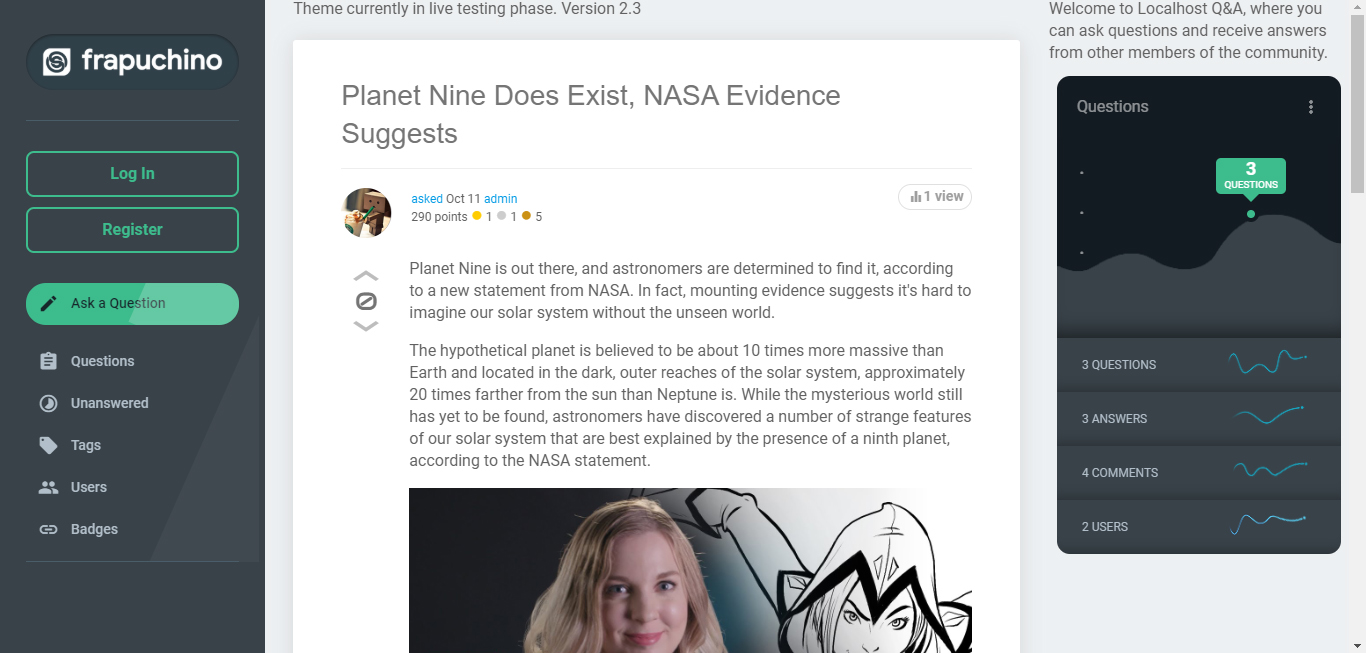 frapuchino
Log In
Register
Ask a Question
Questions
Unanswered
Tags
Users
Badges
Theme currently in live testing phase. Version 2.3
Planet Nine Does Exist, NASA Evidence
Suggests
asked Oct 11 admin
290 points 1 1 5
1 view
0
Planet Nine is out there, and astronomers are determined to find it, according
to a new statement from NASA. In fact, mounting evidence suggests it's hard to
imagine our solar system without the unseen world.
The hypothetical planet is believed to be about 10 times more massive than
Earth and located in the dark, outer reaches of the solar system, approximately
20 times farther from the sun than Neptune is. While the mysterious world still
has yet to be found, astronomers have discovered a number of strange features
of our solar system that are best explained by the presence of a ninth planet,
according to the NASA statement.
Welcome to Localhost Q&A, where you
can ask questions and receive answers
from other members of the community.
Questions
3
QUESTIONS
3 QUESTIONS
3 ANSWERS
4 COMMENTS
2 USERS